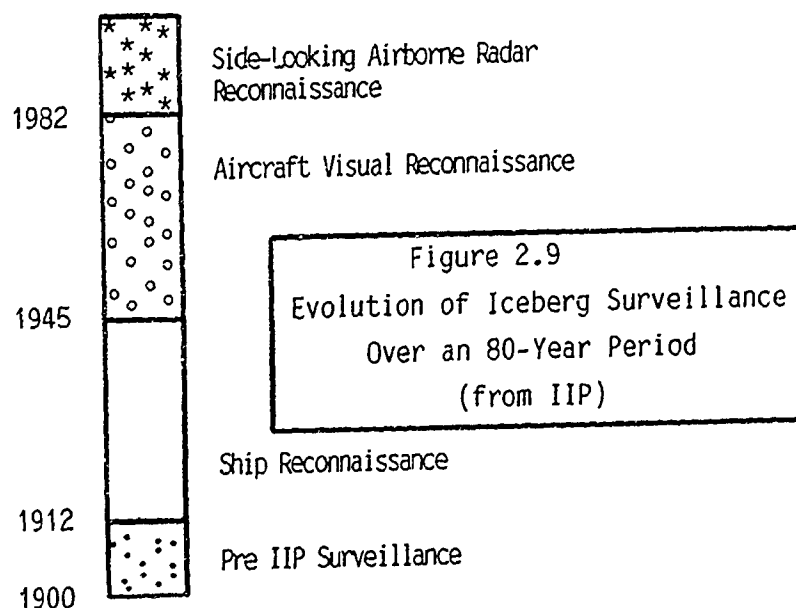 Side-Looking Airborne Radar
Reconnaissance
1982
Aircraft Visual Reconnaissance
Figure 2.9
Evolution of Iceberg Surveillance
Over an 80-Year Period
(from IIP)
1945
Ship Reconnaissance
1912
Pre IIP Surveillance
1900